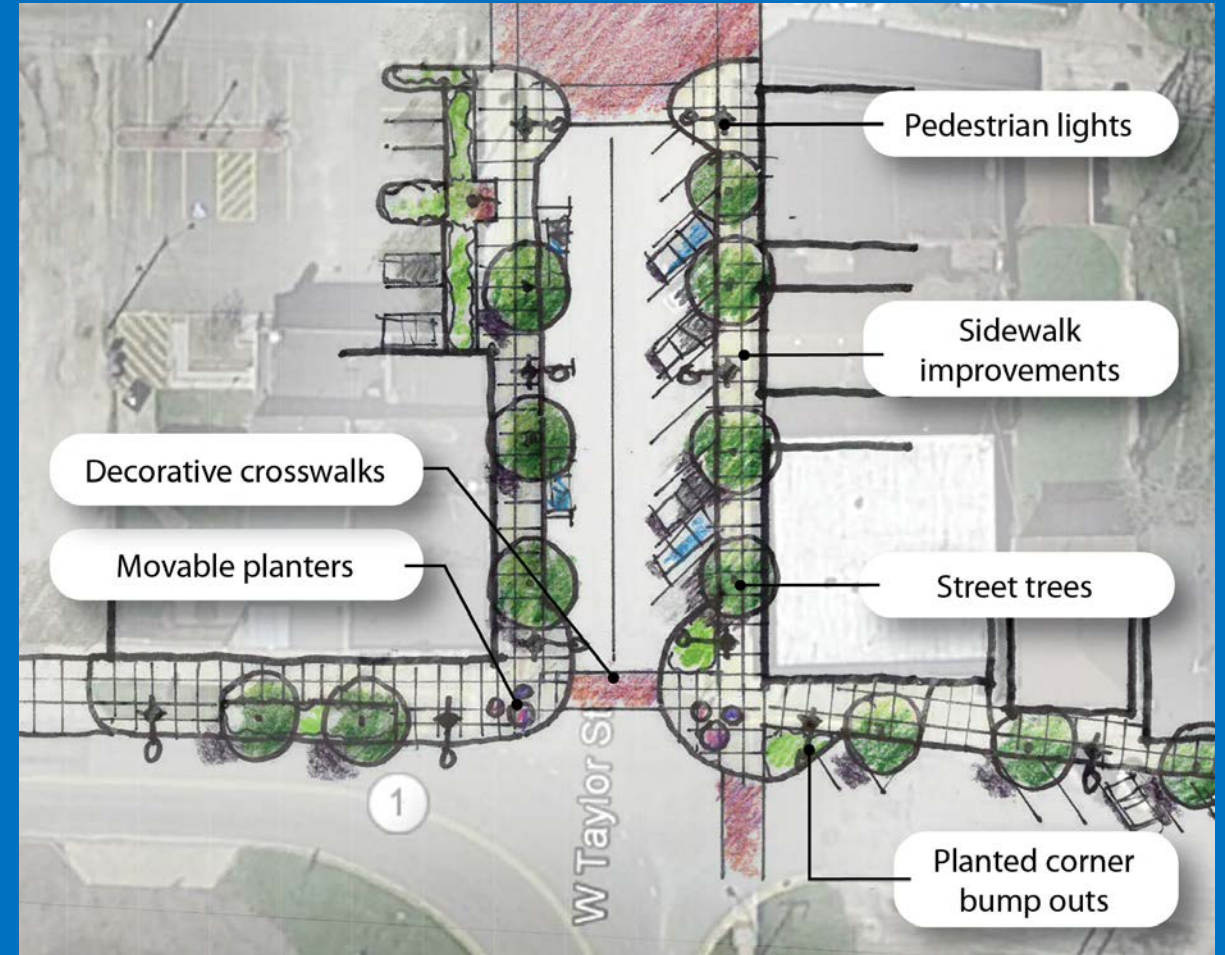 Pedestrian lights
Sidewalk
improvements
Decorative crosswalks
Movable planters
Street trees
1
W Taylor St
Planted corner
bump outs